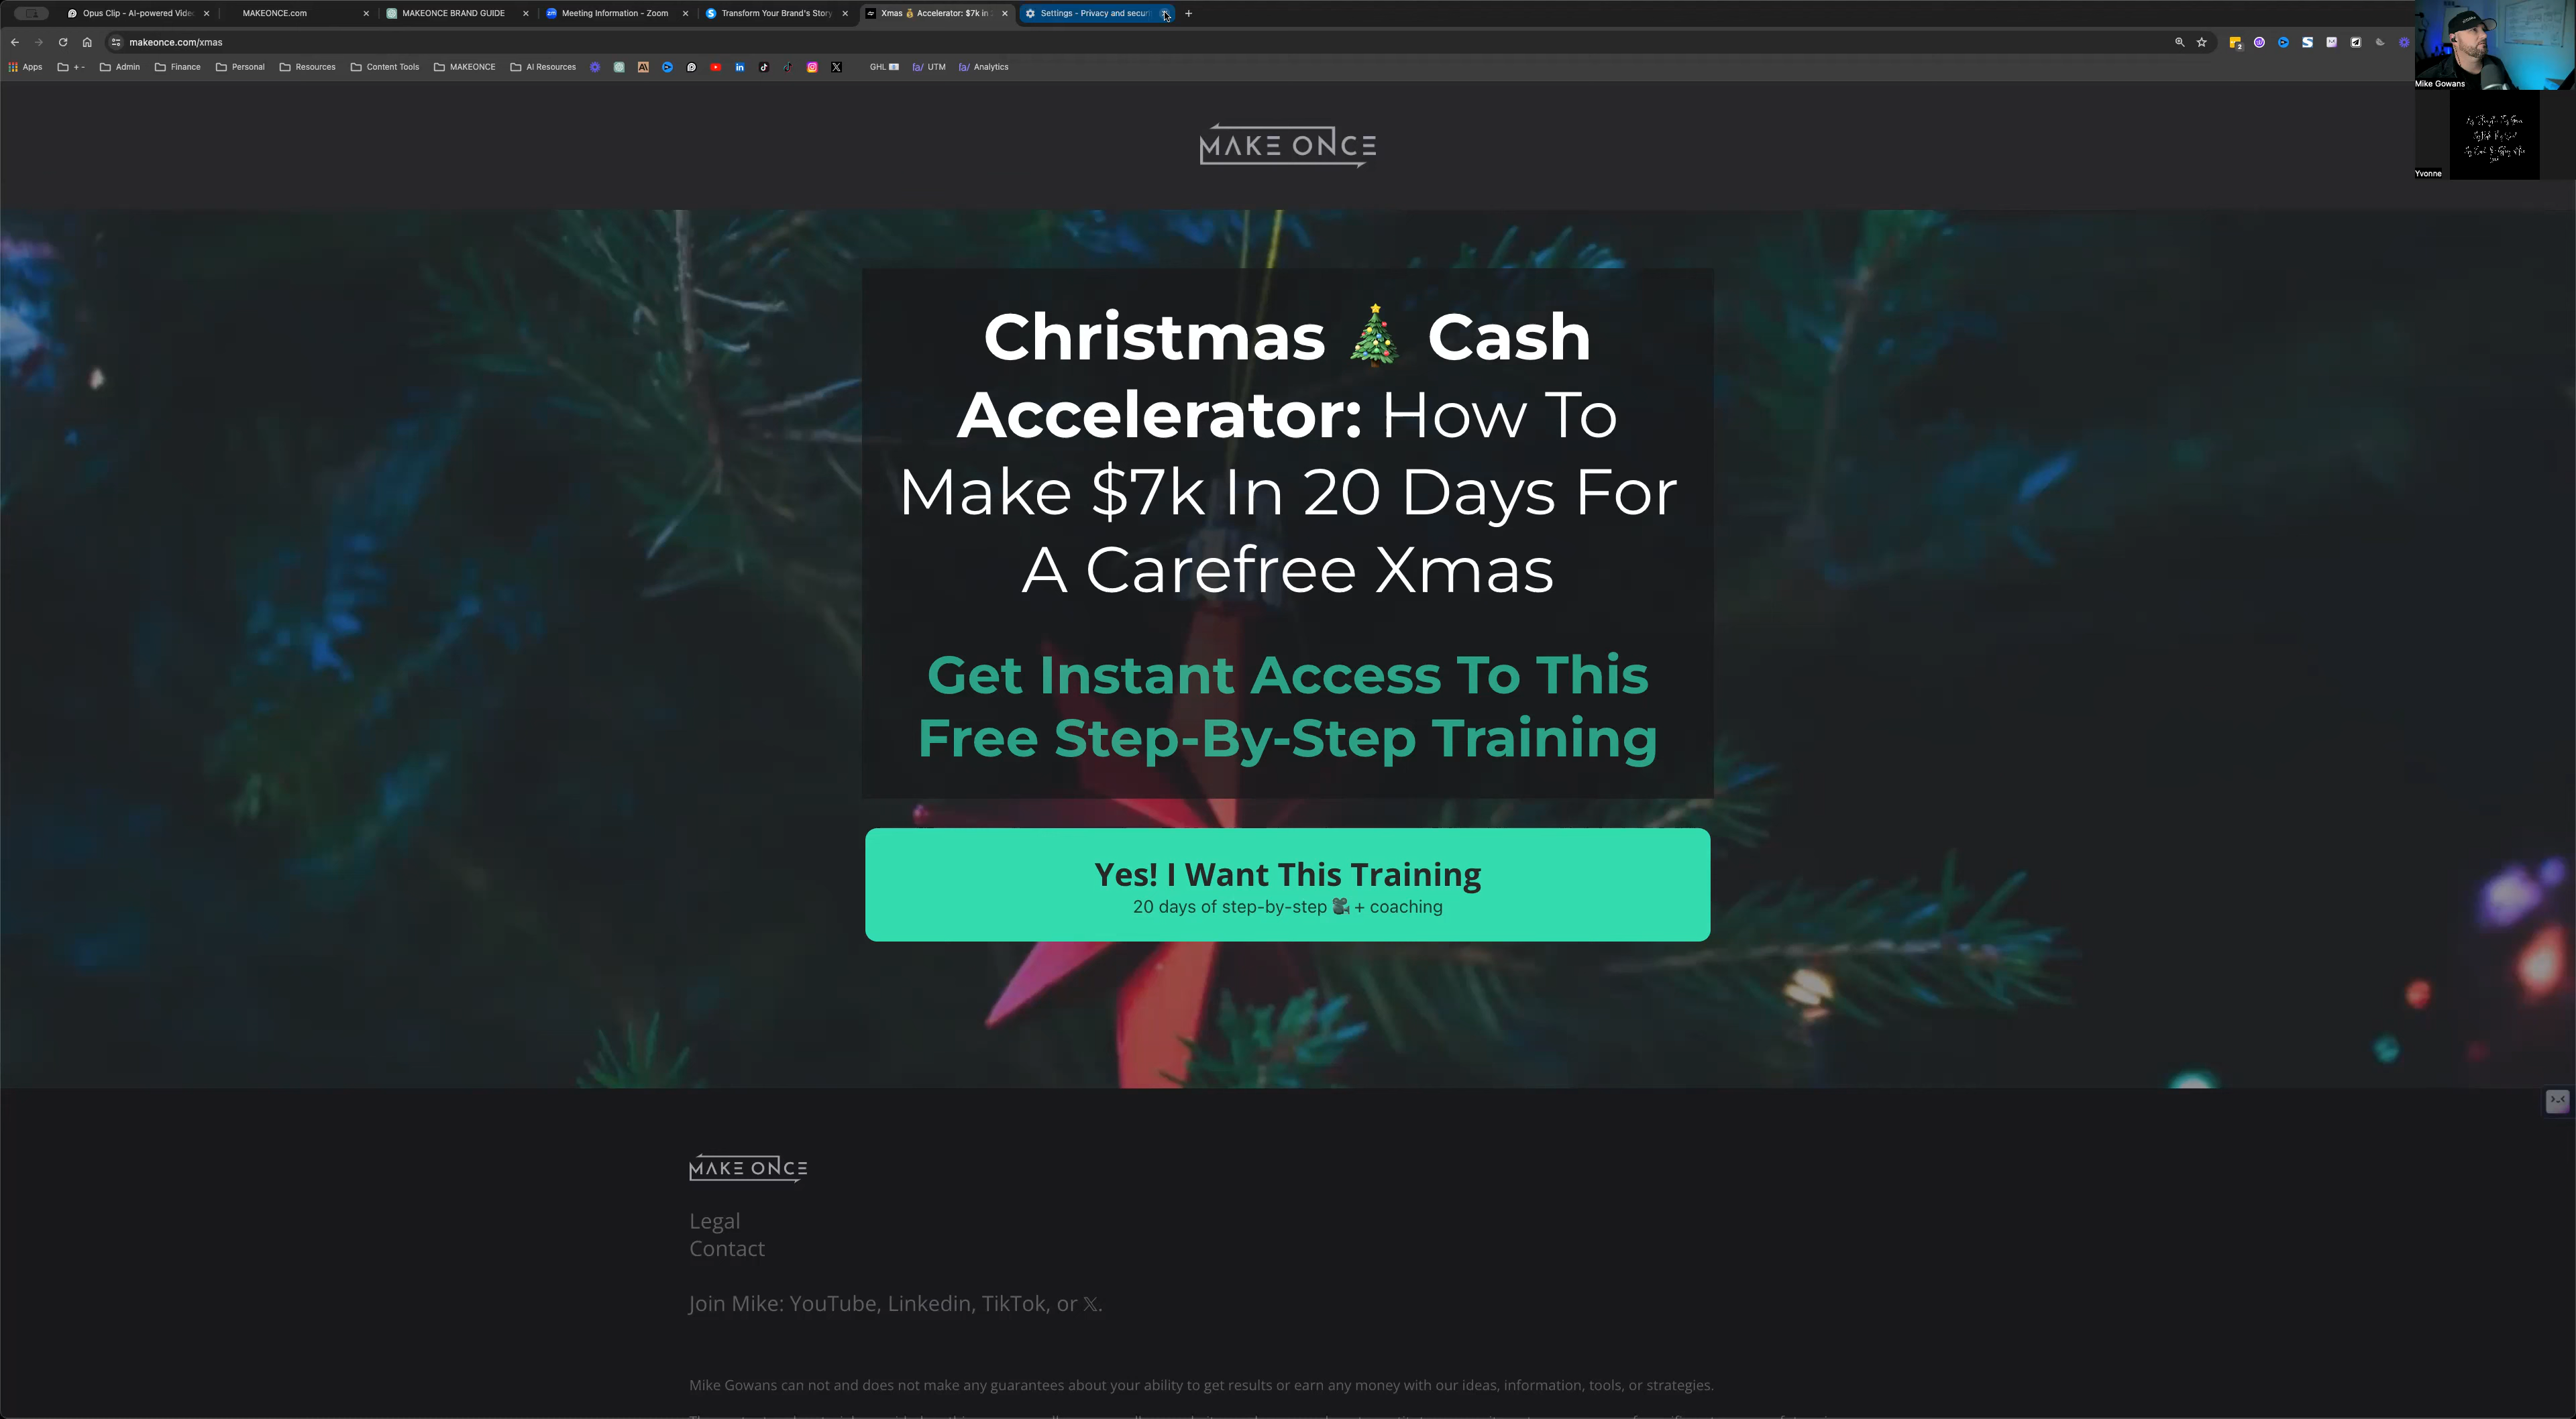 Opus Clip - AI-powered Vide
MAKEONCE.com
MAKEONCE BRAND GUIDE
Meeting Information - Zoom
Transform Your Brand's Story
Xmas 💰 Accelerator: $7k in
Settings - Privacy and securi
makeonce.com/xmas
Apps
+ -
Admin
Finance
Personal
Resources
Content Tools
MAKEONCE
AI Resources
GHL
UTM
Analytics
Mike Gowans
Yvonne
MAKE ONCE
Christmas 🎄 Cash
Accelerator: How To
Make $7k In 20 Days For
A Carefree Xmas
Get Instant Access To This
Free Step-By-Step Training
Yes! I Want This Training
20 days of step-by-step 🎥 + coaching
MAKE ONCE
Legal
Contact
Join Mike: YouTube, Linkedin, TikTok, or 𝕏.
Mike Gowans can not and does not make any guarantees about your ability to get results or earn any money with our ideas, information, tools, or strategies.